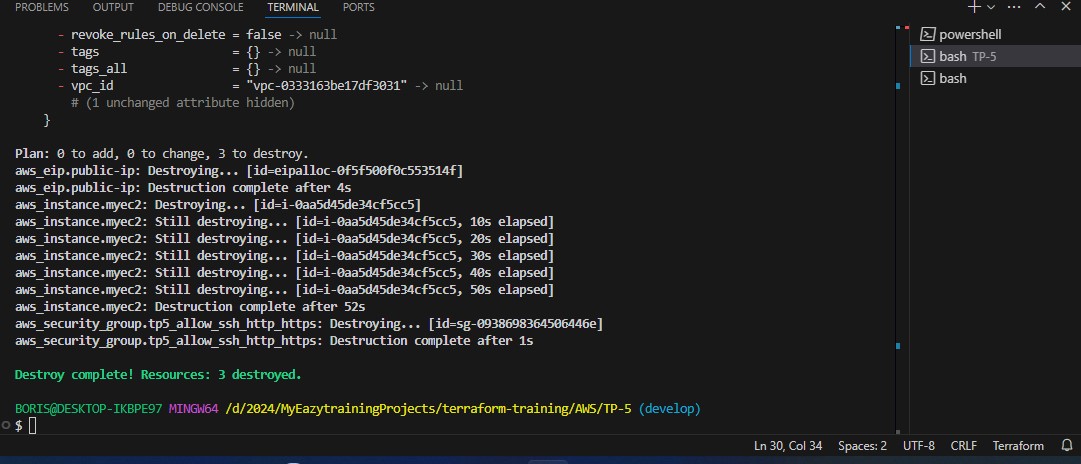 PROBLEMS OUTPUT DEBUG CONSOLE TERMINAL PORTS
- revoke_rules_on_delete = false -> null
- tags = {} -> null
- tags_all = {} -> null
- vpc_id = "vpc-0333163be17df3031" -> null
# (1 unchanged attribute hidden)
}
Plan: 0 to add, 0 to change, 3 to destroy.
aws_eip.public-ip: Destroying... [id=eipalloc-0f5f500f0c553514f]
aws_eip.public-ip: Destruction complete after 4s
aws_instance.myec2: Destroying... [id=i-0aa5d45de34cf5cc5]
aws_instance.myec2: Still destroying... [id=i-0aa5d45de34cf5cc5, 10s elapsed]
aws_instance.myec2: Still destroying... [id=i-0aa5d45de34cf5cc5, 20s elapsed]
aws_instance.myec2: Still destroying... [id=i-0aa5d45de34cf5cc5, 30s elapsed]
aws_instance.myec2: Still destroying... [id=i-0aa5d45de34cf5cc5, 40s elapsed]
aws_instance.myec2: Still destroying... [id=i-0aa5d45de34cf5cc5, 50s elapsed]
aws_instance.myec2: Destruction complete after 52s
aws_security_group.tp5_allow_ssh_http_https: Destroying... [id=sg-0938698364506446e]
aws_security_group.tp5_allow_ssh_http_https: Destruction complete after 1s
Destroy complete! Resources: 3 destroyed.
BORIS@DESKTOP-IKBPE97 MINGW64 /d/2024/MyEazytrainingProjects/terraform-training/AWS/TP-5 (develop)
$
powershell
bash TP-5
bash
Ln 30, Col 34 Spaces: 2 UTF-8 CRLF Terraform